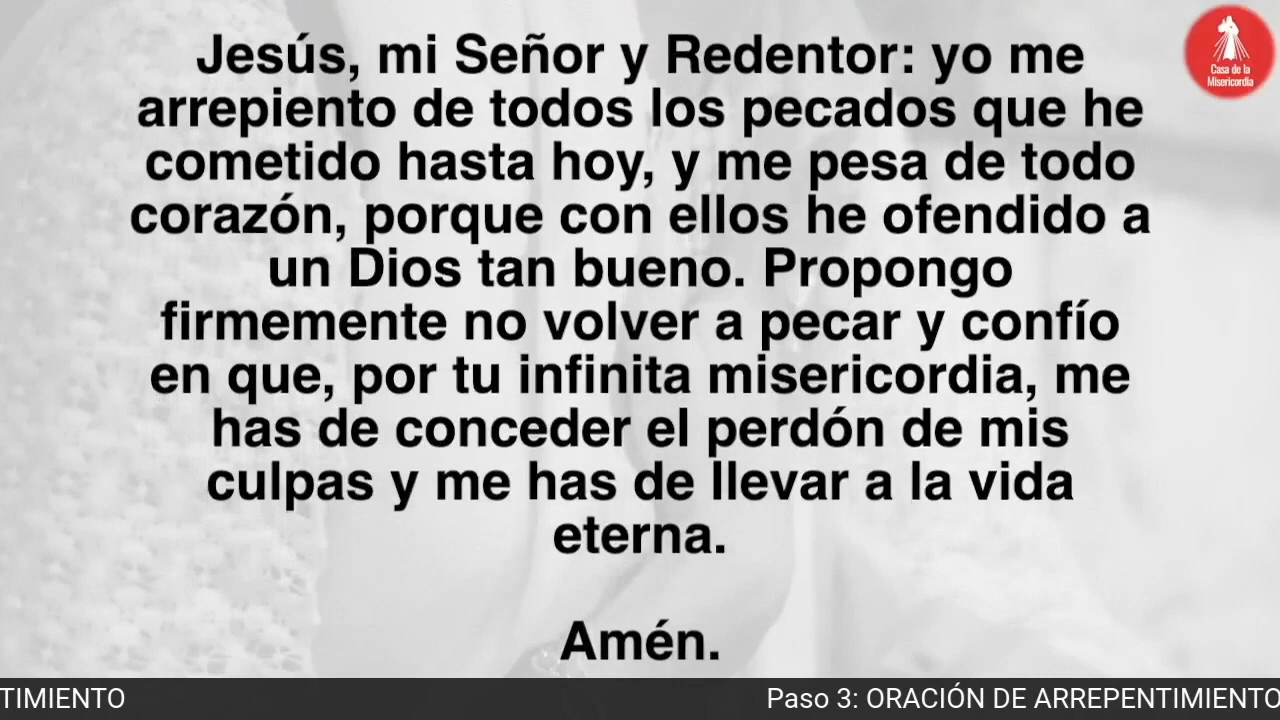 Jesús, mi Señor y Redentor: yo me
arrepiento de todos los pecados que he
cometido hasta hoy, y me pesa de todo
corazón, porque con ellos he ofendido a
un Dios tan bueno. Propongo
firmemente no volver a pecar y confío
en que, por tu infinita misericordia, me
has de conceder el perdón de mis
culpas y me has de llevar a la vida
eterna.
Amén.
Casa de la
Misericordia
TIMIENTO
Paso 3: ORACIÓN DE ARREPENTIMIENTO